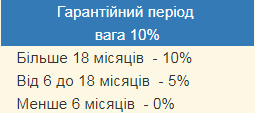 Гарантійний період
вага 10%
Більше 18 місяців - 10%
Від 6 до 18 місяців - 5%
Менше 6 місяців - 0%